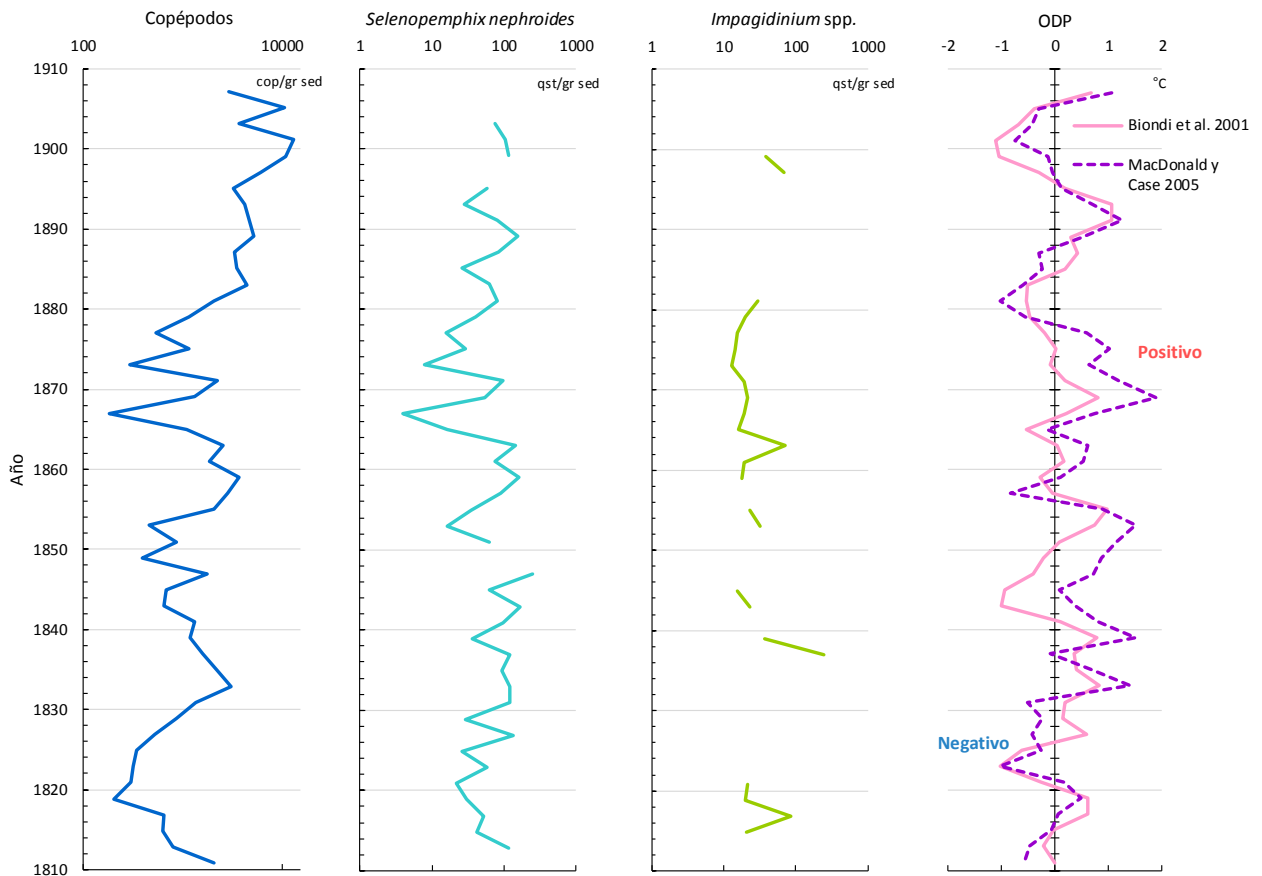 Copépodos
100 10000
cop/gr sed
Selenopemphix nephroides
1 10 100 1000
qst/gr sed
Impagidinium spp.
1 10 100 1000
qst/gr sed
ODP
-2 -1 0 1 2
°C
Biondi et al. 2001
MacDonald y
Case 2005
Positivo
Negativo
Año
1910
1900
1890
1880
1870
1860
1850
1840
1830
1820
1810